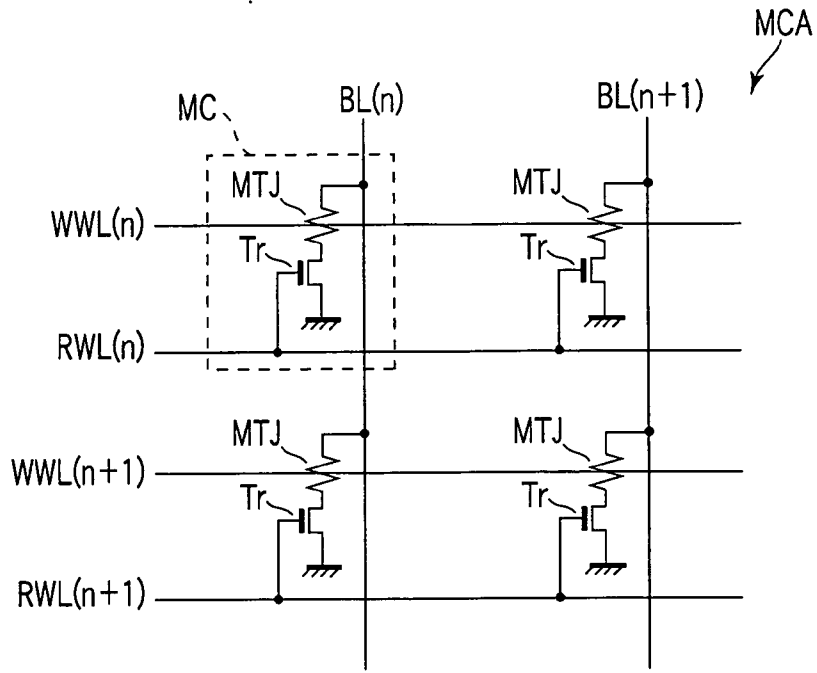 MCA
MC BL(n) BL(n+1)
MTJ MTJ
WWL(n)
Tr Tr
RWL(n)
MTJ MTJ
WWL(n+1)
Tr Tr
RWL(n+1)